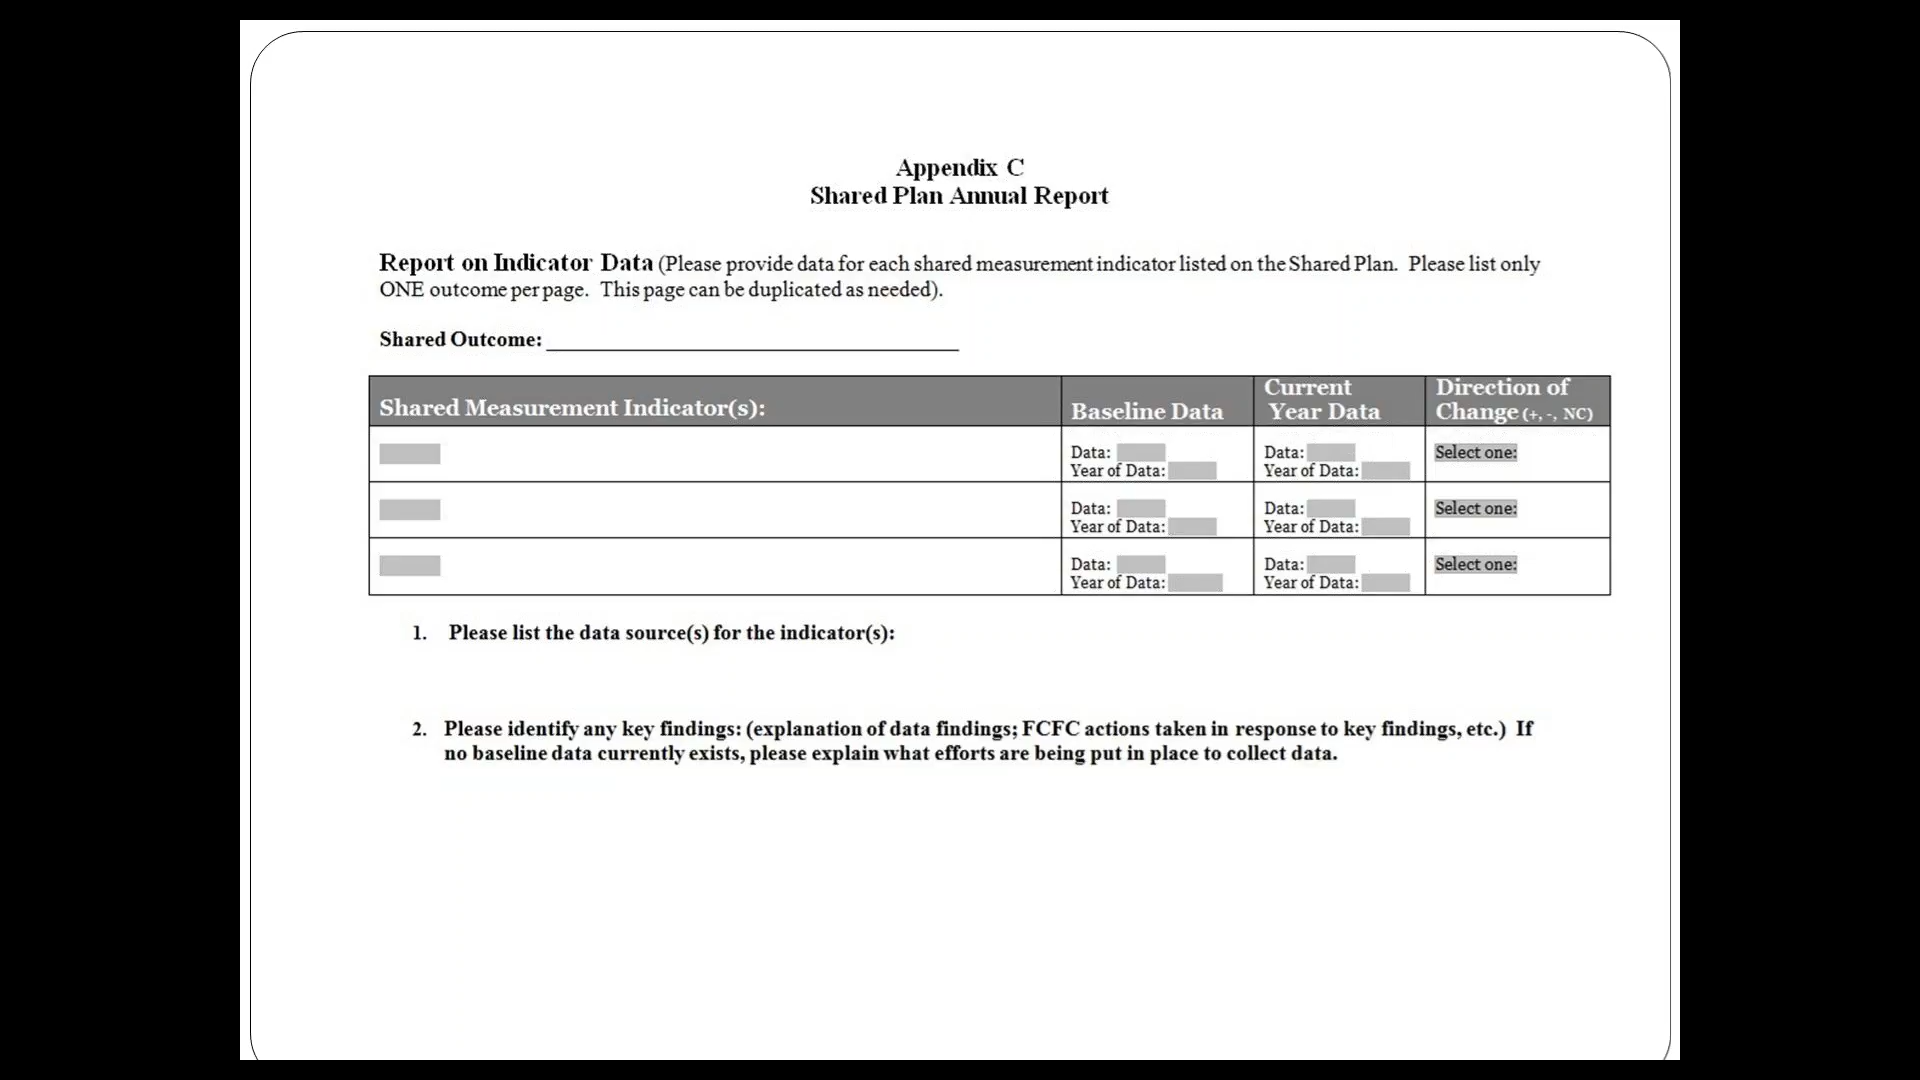 Appendix C
Shared Plan Annual Report
Report on Indicator Data (Please provide data for each shared measurement indicator listed on the Shared Plan. Please list only
ONE outcome per page. This page can be duplicated as needed).
Shared Outcome:
Shared Measurement Indicator(s):
Baseline Data
Current
Year Data
Direction of
Change (+, -, NC)
Data:
Year of Data:
Data:
Year of Data:
Select one:
Data:
Year of Data:
Data:
Year of Data:
Select one:
Data:
Year of Data:
Data:
Year of Data:
Select one:
1. Please list the data source(s) for the indicator(s):
2. Please identify any key findings: (explanation of data findings; FCFC actions taken in response to key findings, etc.) If
no baseline data currently exists, please explain what efforts are being put in place to collect data.